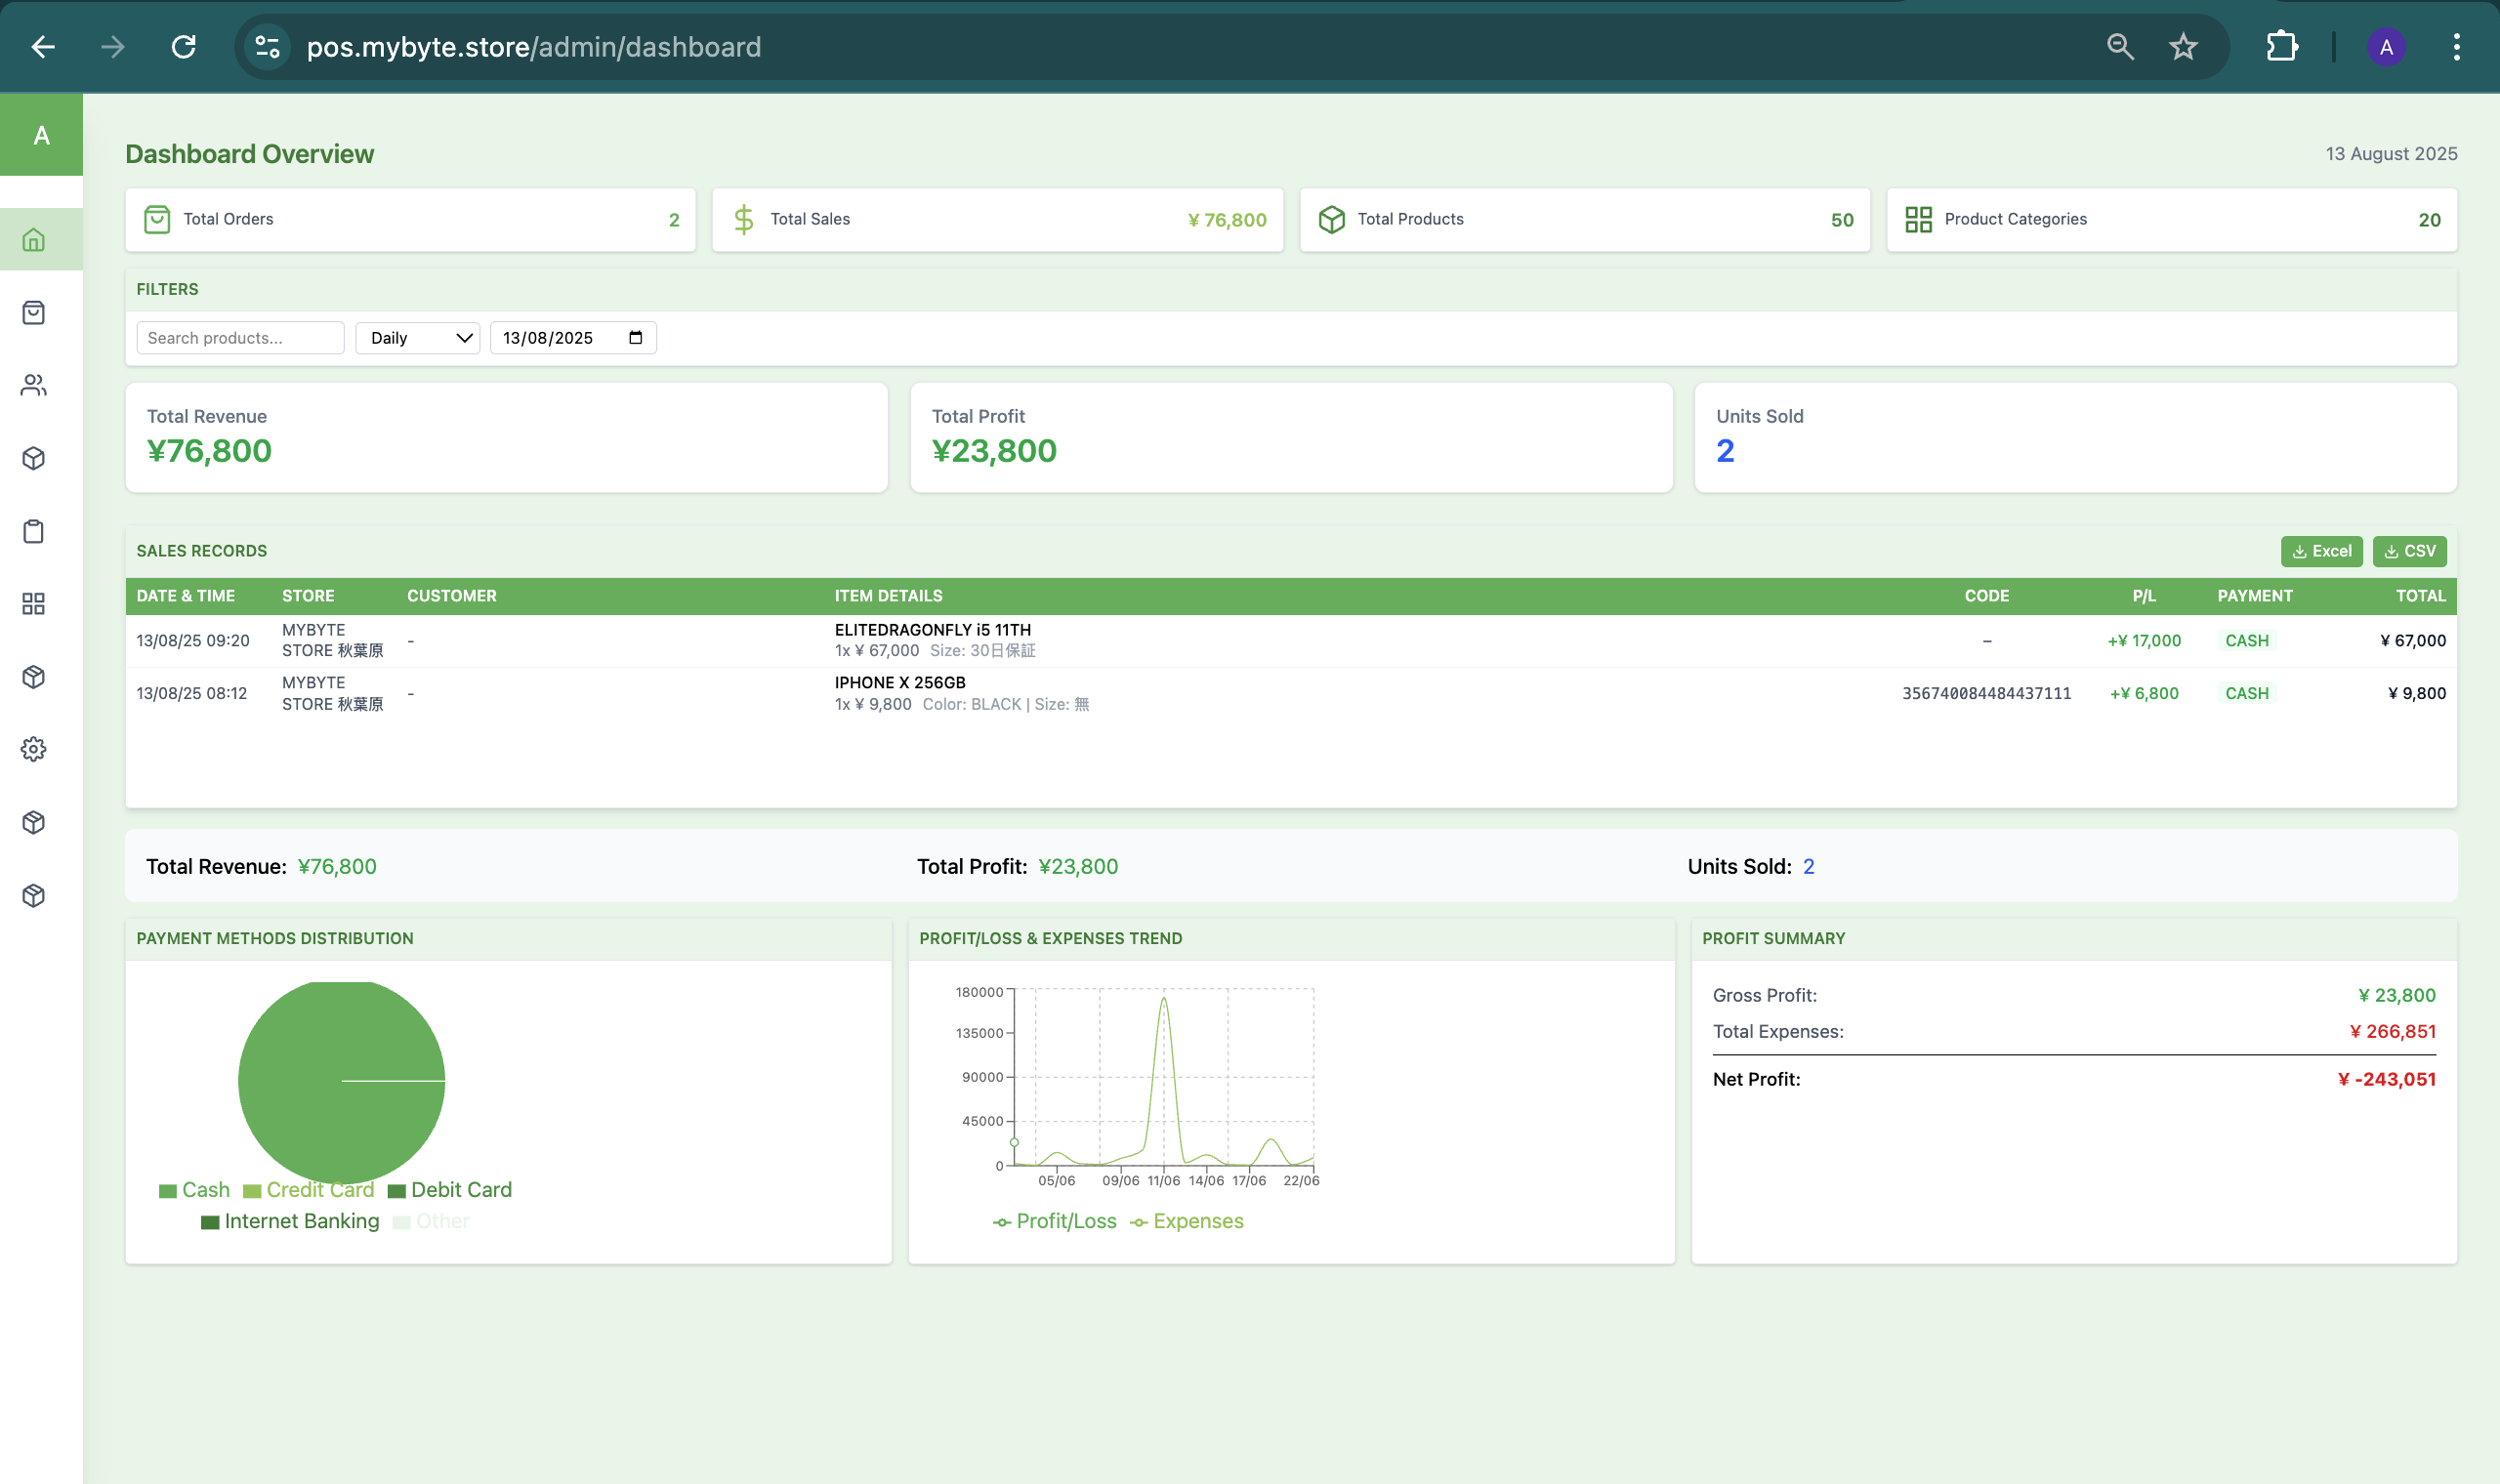 pos.mybyte.store/admin/dashboard
A
A
Dashboard Overview
13 August 2025
Total Orders
2
Total Sales
¥ 76,800
Total Products
50
Product Categories
20
FILTERS
Search products...
Daily
13/08/2025
Total Revenue
¥76,800
Total Profit
¥23,800
Units Sold
2
SALES RECORDS
Excel
CSV
DATE & TIME STORE CUSTOMER ITEM DETAILS CODE P/L PAYMENT TOTAL
13/08/25 09:20
MYBYTE
STORE 秋葉原
-
ELITEDRAGONFLY i5 11TH
1x ¥ 67,000 Size: 30日保証
–
+¥ 17,000
CASH
¥ 67,000
13/08/25 08:12
MYBYTE
STORE 秋葉原
-
IPHONE X 256GB
1x ¥ 9,800 Color: BLACK | Size: 無
356740084484437111
+¥ 6,800
CASH
¥ 9,800
Total Revenue: ¥76,800
Total Profit: ¥23,800
Units Sold: 2
PAYMENT METHODS DISTRIBUTION
Cash Credit Card Debit Card
Internet Banking Other
PROFIT/LOSS & EXPENSES TREND
180000
135000
90000
45000
0
05/06 09/06 11/06 14/06 17/06 22/06
Profit/Loss Expenses
PROFIT SUMMARY
Gross Profit: ¥ 23,800
Total Expenses: ¥ 266,851
Net Profit: ¥ -243,051